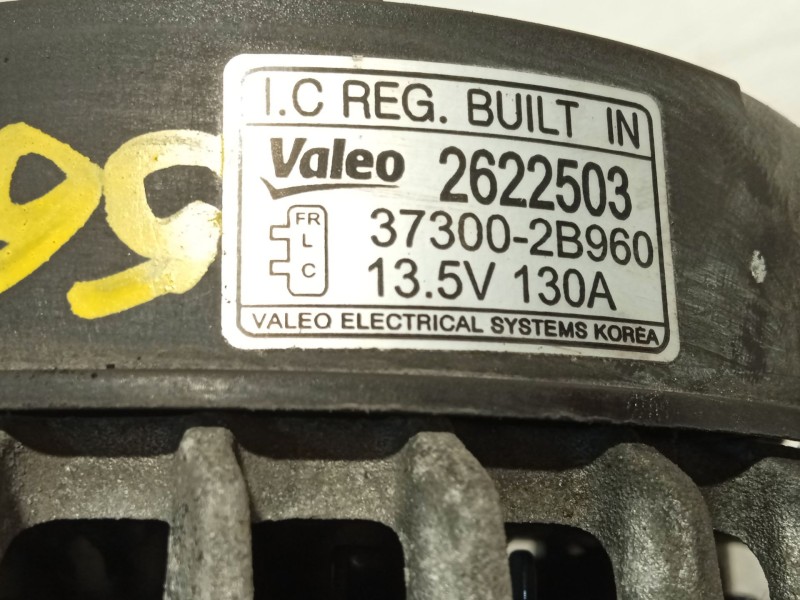 I.C REG. BUILT IN
Valeo 2622503
FR
L
C
37300-2B960
13.5V 130A
VALEO ELECTRICAL SYSTEMS KOREA